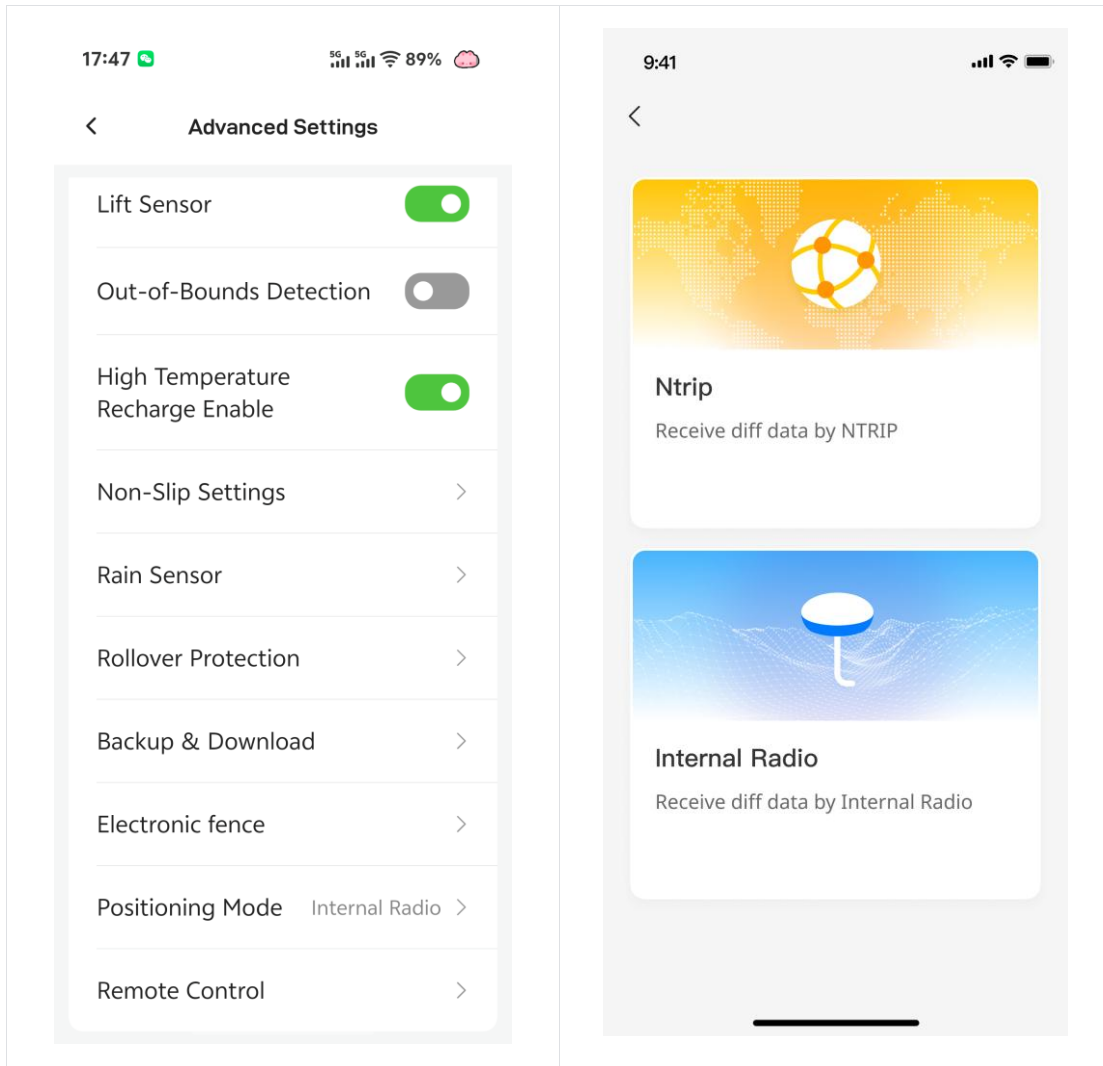 17:47
5G 5G 89%
Advanced Settings
Lift Sensor
Out-of-Bounds Detection
High Temperature
Recharge Enable
Non-Slip Settings
Rain Sensor
Rollover Protection
Backup & Download
Electronic fence
Positioning Mode Internal Radio
Remote Control
9:41
Ntrip
Receive diff data by NTRIP
Internal Radio
Receive diff data by Internal Radio